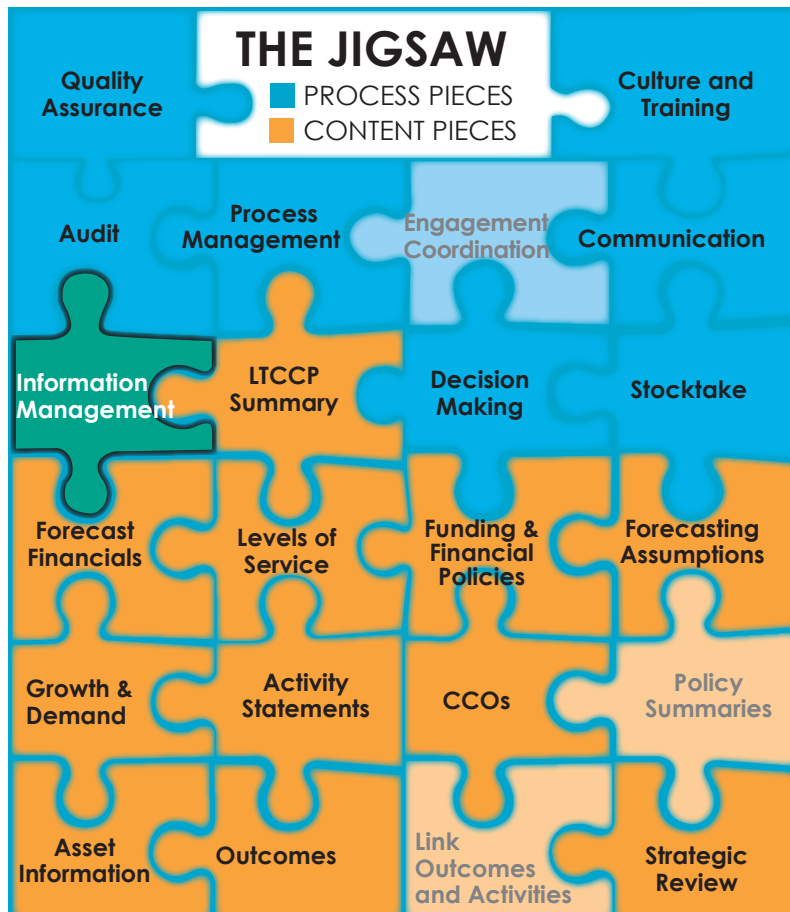 THE JIGSAW
PROCESS PIECES
CONTENT PIECES
Quality
Assurance
Culture and
Training
Audit
Process
Management
Engagement
Coordination
Communication
Information
Management
LTCCP
Summary
Decision
Making
Stocktake
Forecast
Financials
Levels of
Service
Funding &
Financial
Policies
Forecasting
Assumptions
Growth &
Demand
Activity
Statements
CCOs
Policy
Summaries
Asset
Information
Outcomes
Link
Outcomes
and Activities
Strategic
Review